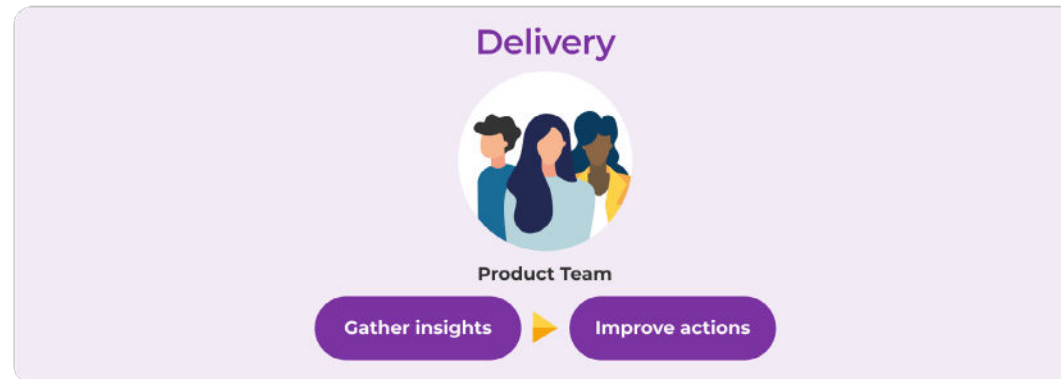 Delivery
Product Team
Gather insights
Improve actions